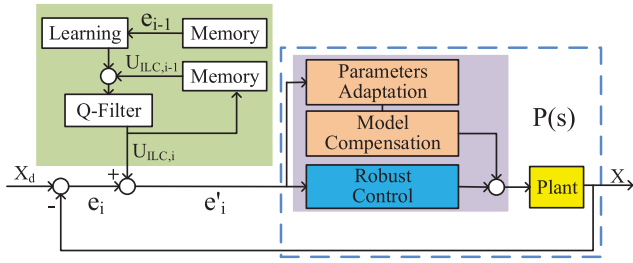 Learning
e_{i-1}
Memory
U_{ILC,i-1}
Memory
Q-Filter
U_{ILC,i}
Parameters
Adaptation
Model
Compensation
P(s)
X_d
+
-
e_i
e'_i
Robust
Control
Plant
X